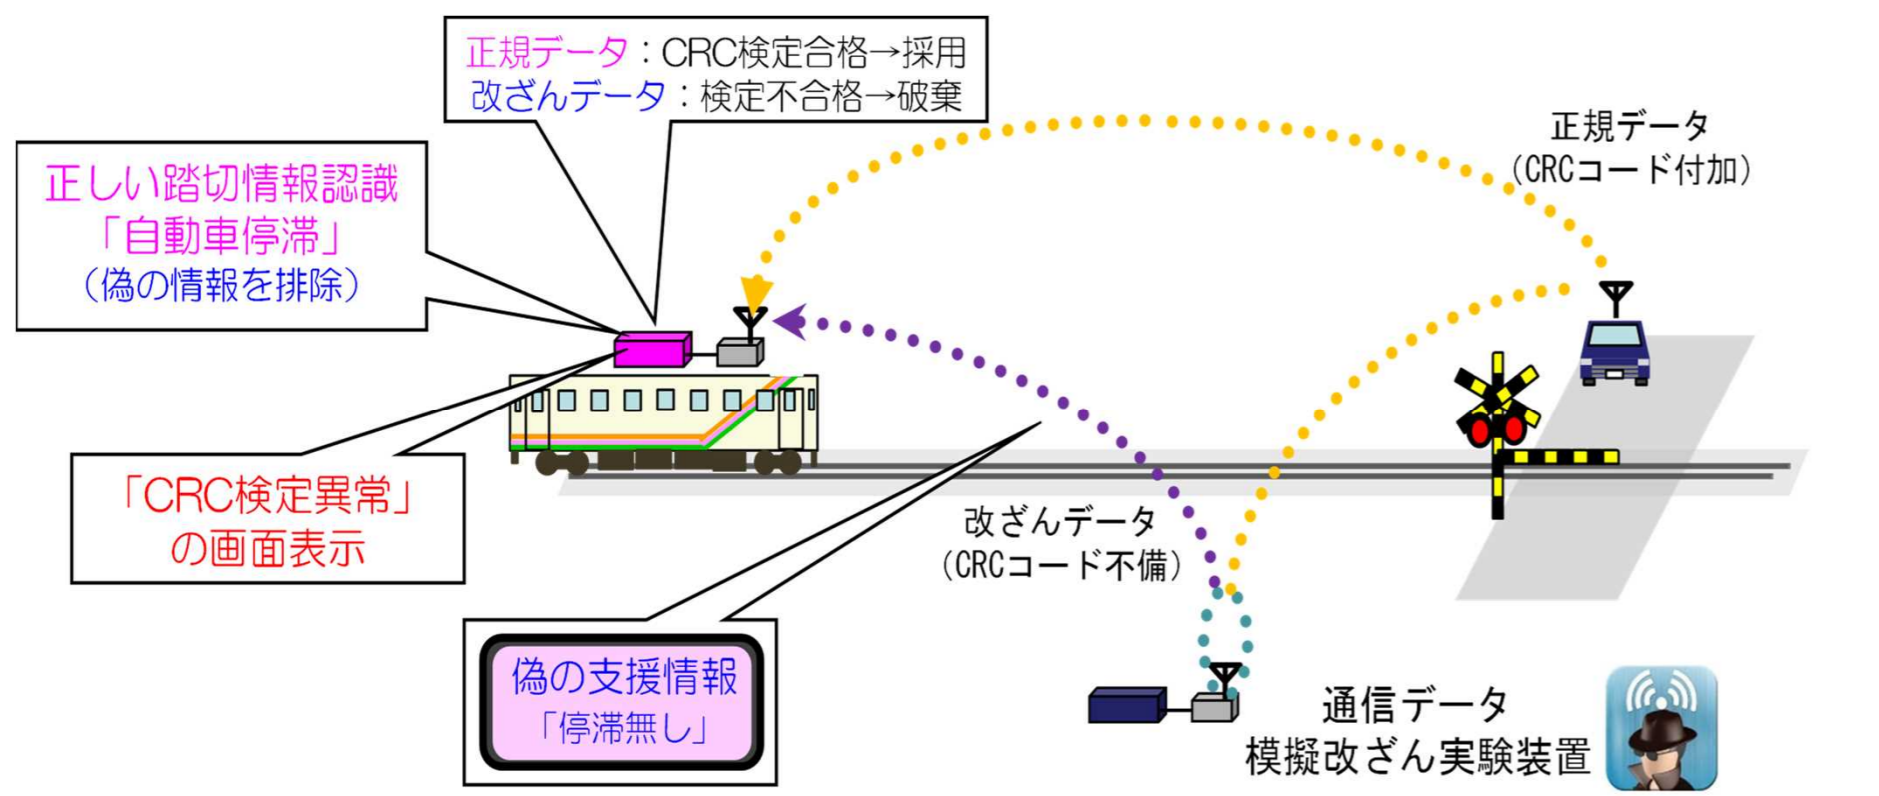 正規データ：CRC検定合格→採用
改ざんデータ：検定不合格→破棄
正しい踏切情報認識
「自動車停滞」
（偽の情報を排除）
「CRC検定異常」
の画面表示
正規データ
（CRCコード付加）
改ざんデータ
（CRCコード不備）
偽の支援情報
「停滞無し」
通信データ
模擬改ざん実験装置